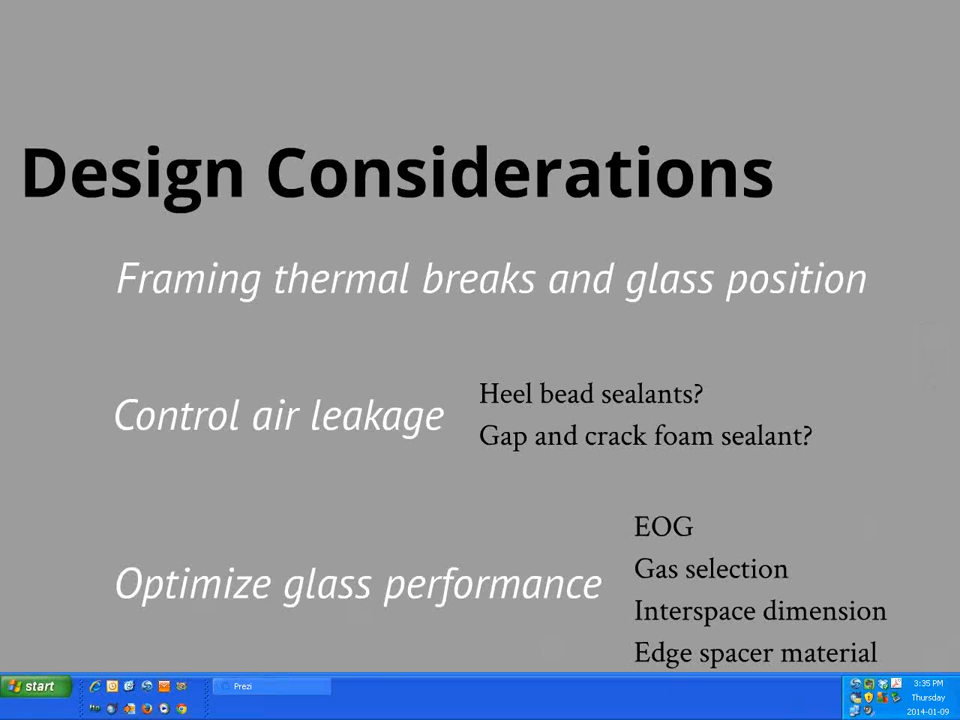 Design Considerations
Framing thermal breaks and glass position
Control air leakage
Heel bead sealants?
Gap and crack foam sealant?
Optimize glass performance
EOG
Gas selection
Interspace dimension
Edge spacer material
start
Prezi
3:35 PM
Thursday
2014-01-09